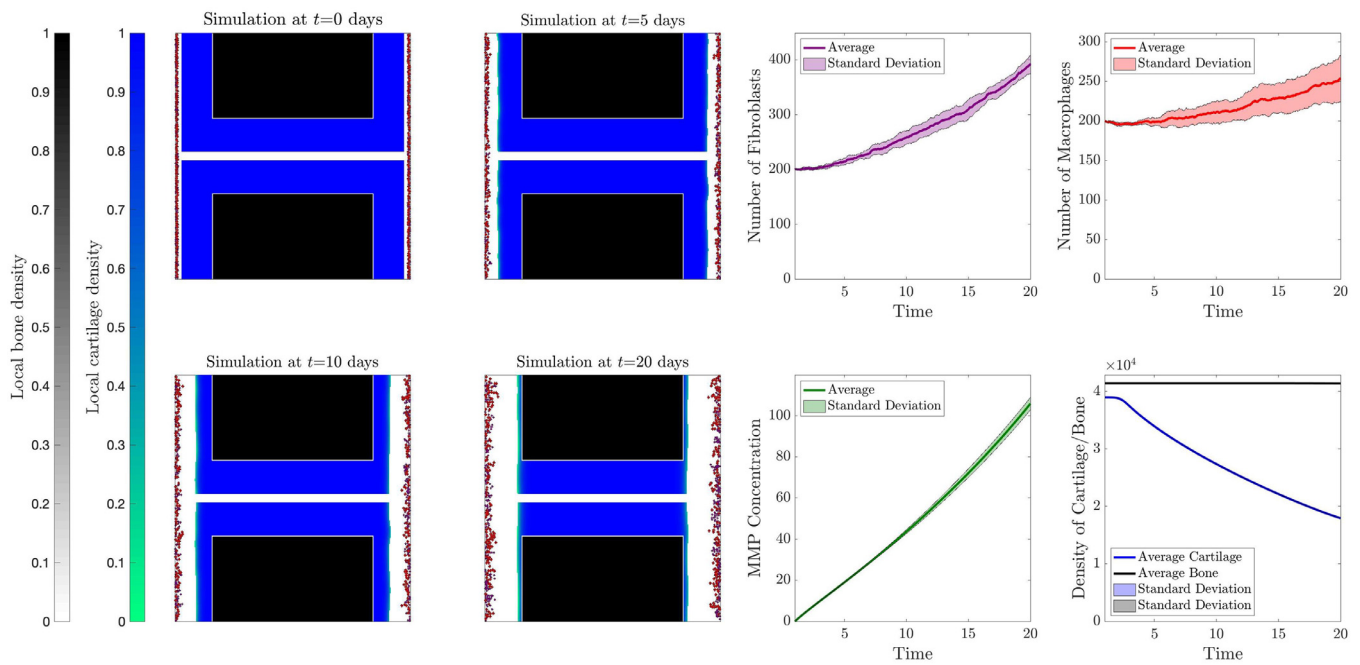 Local bone density
1
0.9
0.8
0.7
0.6
0.5
0.4
0.3
0.2
0.1
0
Local cartilage density
1
0.9
0.8
0.7
0.6
0.5
0.4
0.3
0.2
0.1
0
Simulation at t=0 days
Simulation at t=5 days
Simulation at t=10 days
Simulation at t=20 days
Average
Standard Deviation
Number of Fibroblasts
400
300
200
100
0
5
10
15
20
Time
Average
Standard Deviation
Number of Macrophages
300
250
200
150
100
50
0
5
10
15
20
Time
Average
Standard Deviation
MMP Concentration
100
80
60
40
20
0
5
10
15
20
Time
×10⁴
Density of Cartilage/Bone
4
3
2
1
0
Average Cartilage
Average Bone
Standard Deviation
Standard Deviation
5
10
15
20
Time